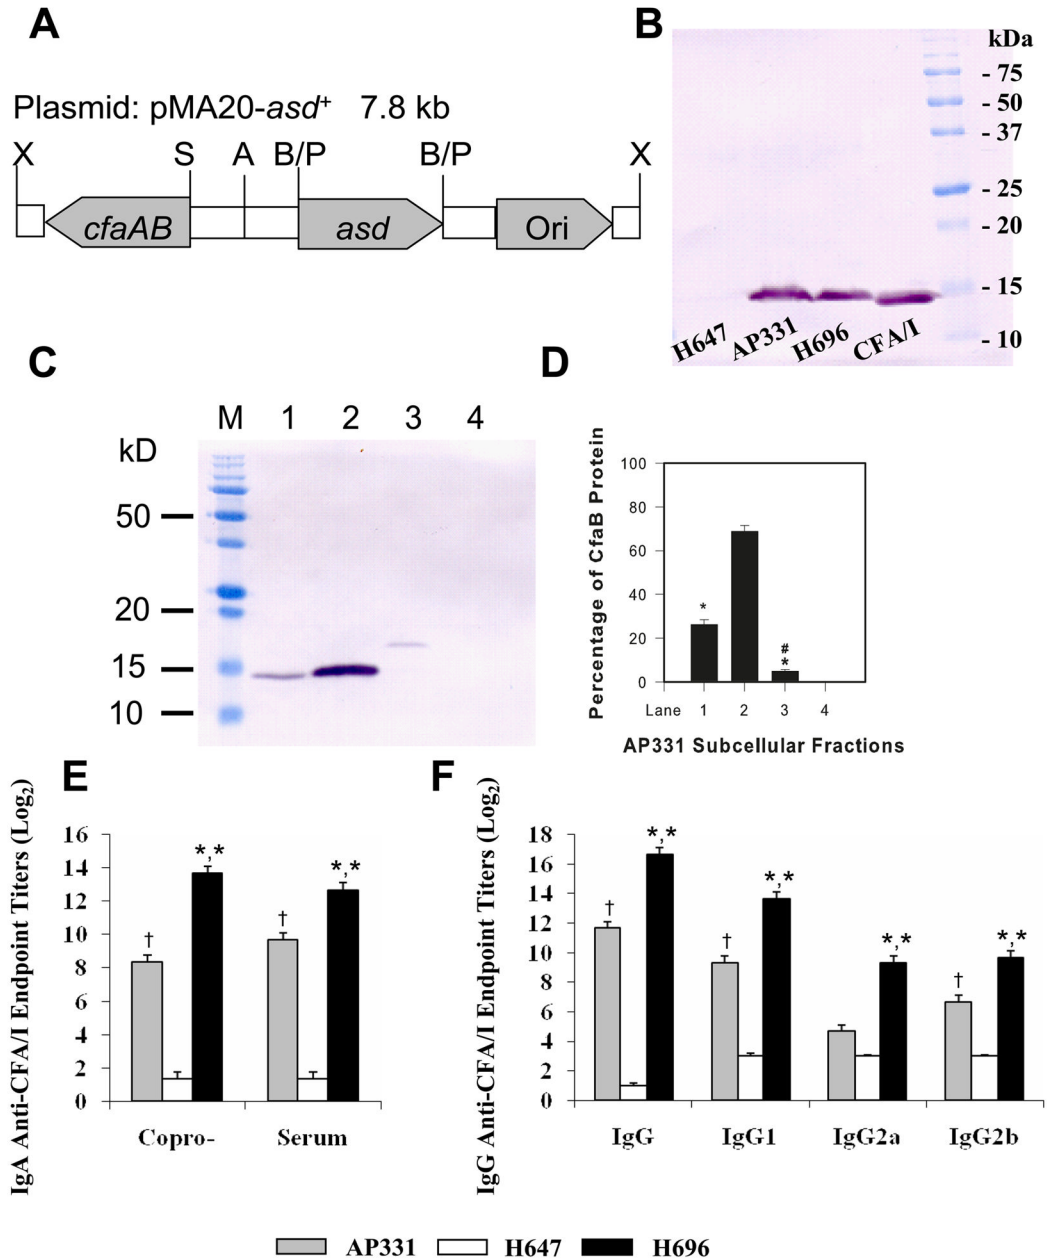 A
Plasmid: pMA20-asd+ 7.8 kb
X S A B/P B/P X
cfaAB asd Ori
B
kDa
- 75
- 50
- 37
- 25
- 20
- 15
- 10
H647 AP331 H696 CFA/I
C
M 1 2 3 4
kD
50
20
15
10
D
Percentage of CfaB Protein
100
80
60
40
20
0
*
#
*
Lane 1 2 3 4
AP331 Subcellular Fractions
E
IgA Anti-CFA/I Endpoint Titers (Log2)
16
14
12
10
8
6
4
2
0
† *,* † *,*
Copro- Serum
F
IgG Anti-CFA/I Endpoint Titers (Log2)
18
16
14
12
10
8
6
4
2
0
† *,* † *,* *,* † *,*
IgG IgG1 IgG2a IgG2b
AP331 H647 H696